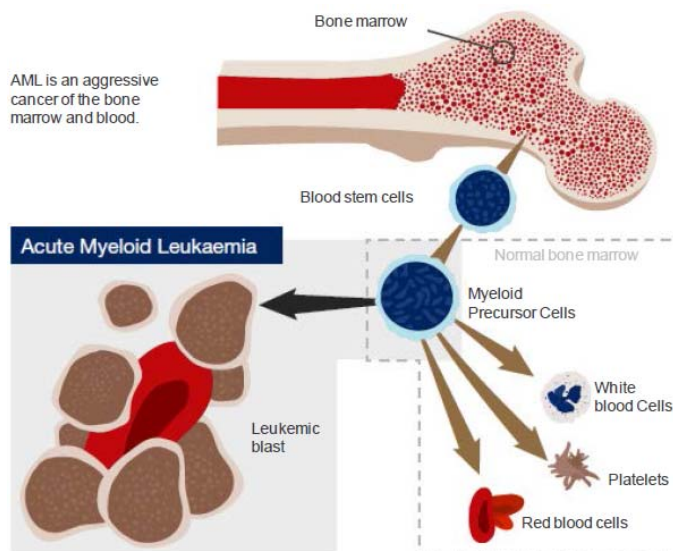 Bone marrow
AML is an aggressive
cancer of the bone
marrow and blood.
Blood stem cells
Acute Myeloid Leukaemia
Normal bone marrow
Myeloid
Precursor Cells
White
blood Cells
Leukemic
blast
Platelets
Red blood cells